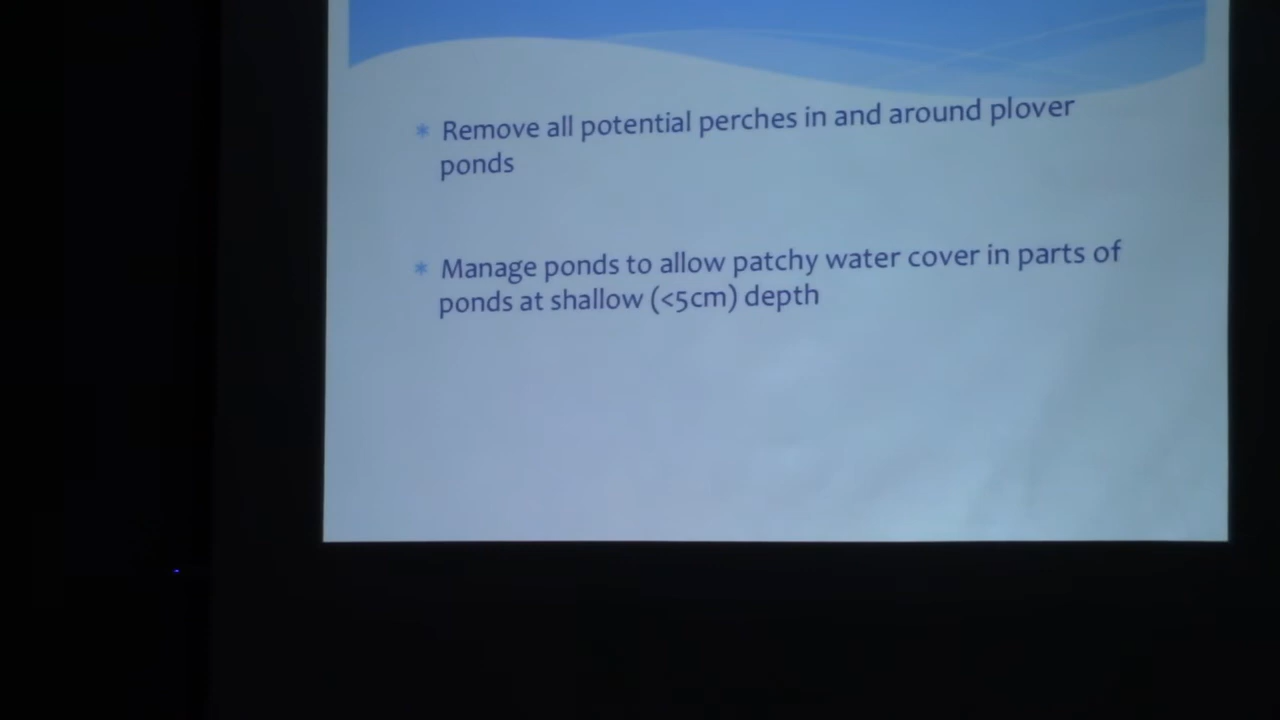 * Remove all potential perches in and around plover
ponds
* Manage ponds to allow patchy water cover in parts of
ponds at shallow (<5cm) depth